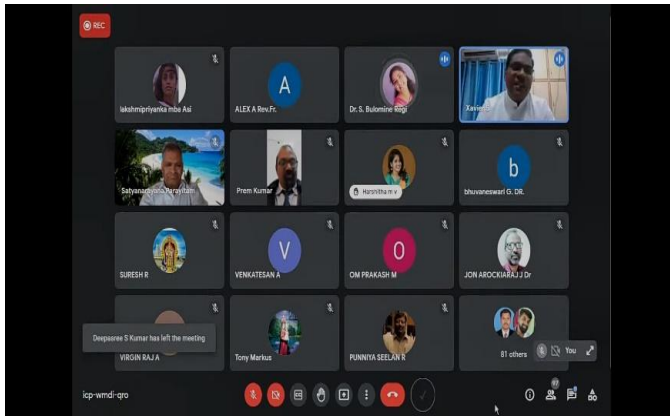 REC
lakshmipriyanka mba Asi
A
ALEX A Rev.Fr.
Dr. S. Bulomine Regi
Xavier
Satyanarayana Parayitam
Prem Kumar
Harshitha m v
b
bhuvaneswari G. DR.
SURESH R
V
VENKATESAN A
O
OM PRAKASH M
JON AROCKIARAJ J Dr
Deepasree S Kumar has left the meeting
VIRGIN RAJ A
Tony Markus
PUNNIYA SEELAN R
81 others
You
icp-wmdi-qro
97